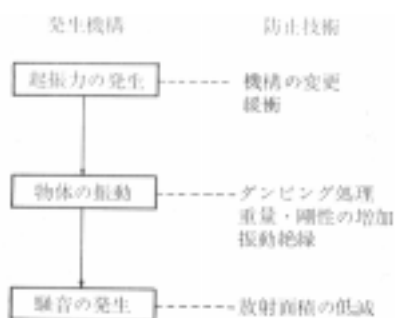 発生機構 防止技術
起振力の発生 機構の変更
緩衝
物体の振動 ダンピング処理
重量・剛性の増加
振動絶縁
騒音の発生 放射面積の低減